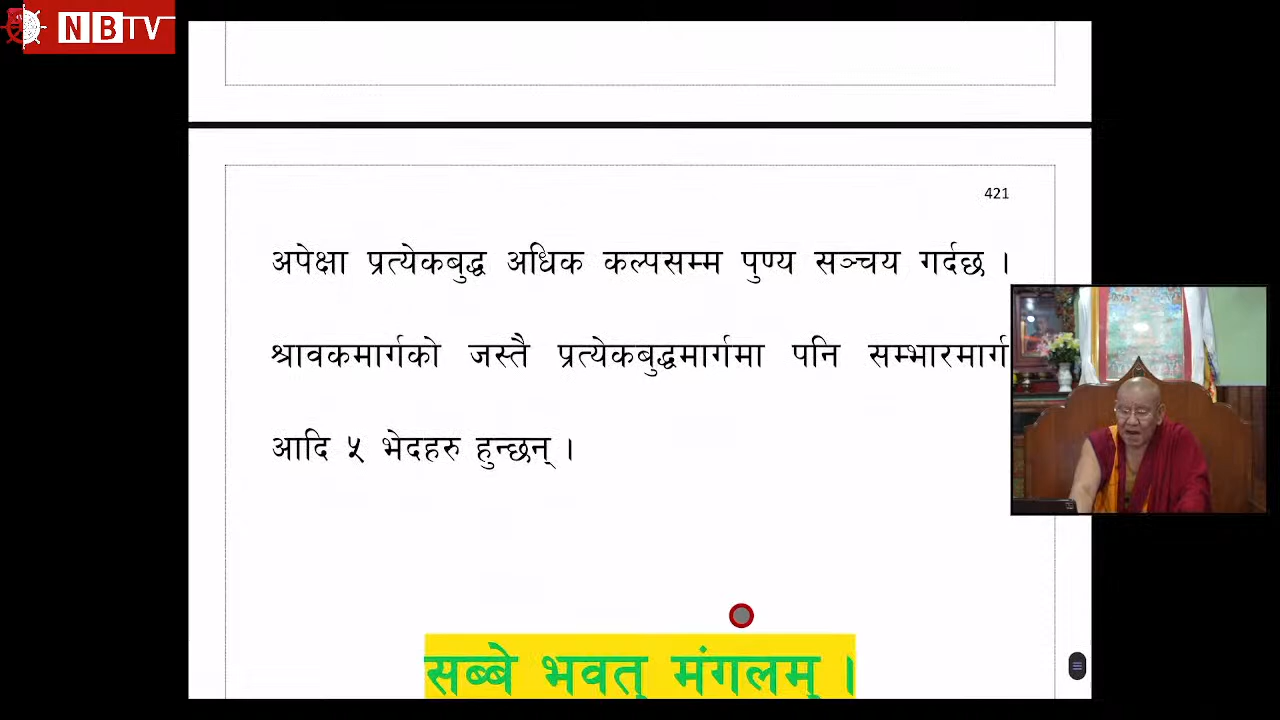 NBTV
421
अपेक्षा प्रत्येकबुद्ध अधिक कल्पसम्म पुण्य सञ्चय गर्दछ ।
श्रावकमार्गको जस्तै प्रत्येकबुद्धमार्गमा पनि सम्भारमार्ग
आदि ५ भेदहरु हुन्छन् ।
सब्बे भवतु मंगलम् ।